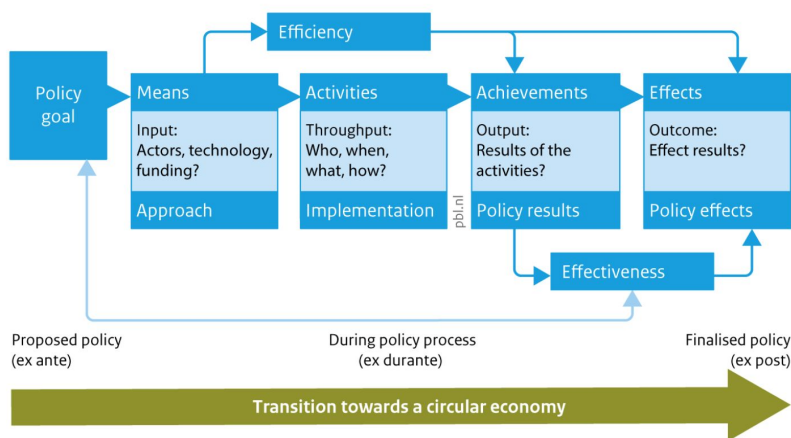 Efficiency
Policy
goal
Means
Input:
Actors, technology,
funding?
Approach
Activities
Throughput:
Who, when,
what, how?
Implementation
Achievements
Output:
Results of the
activities?
Policy results
Effects
Outcome:
Effect results?
Policy effects
pbl.nl
Effectiveness
Proposed policy
(ex ante)
During policy process
(ex durante)
Finalised policy
(ex post)
Transition towards a circular economy